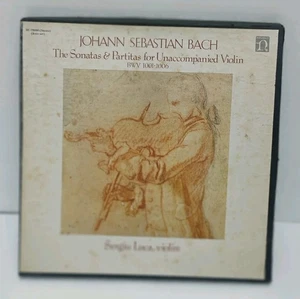 JOHANN SEBASTIAN BACH
The Sonatas & Partitas for Unaccompanied Violin
BWV 1001-1006
Sergiu Luca, violin